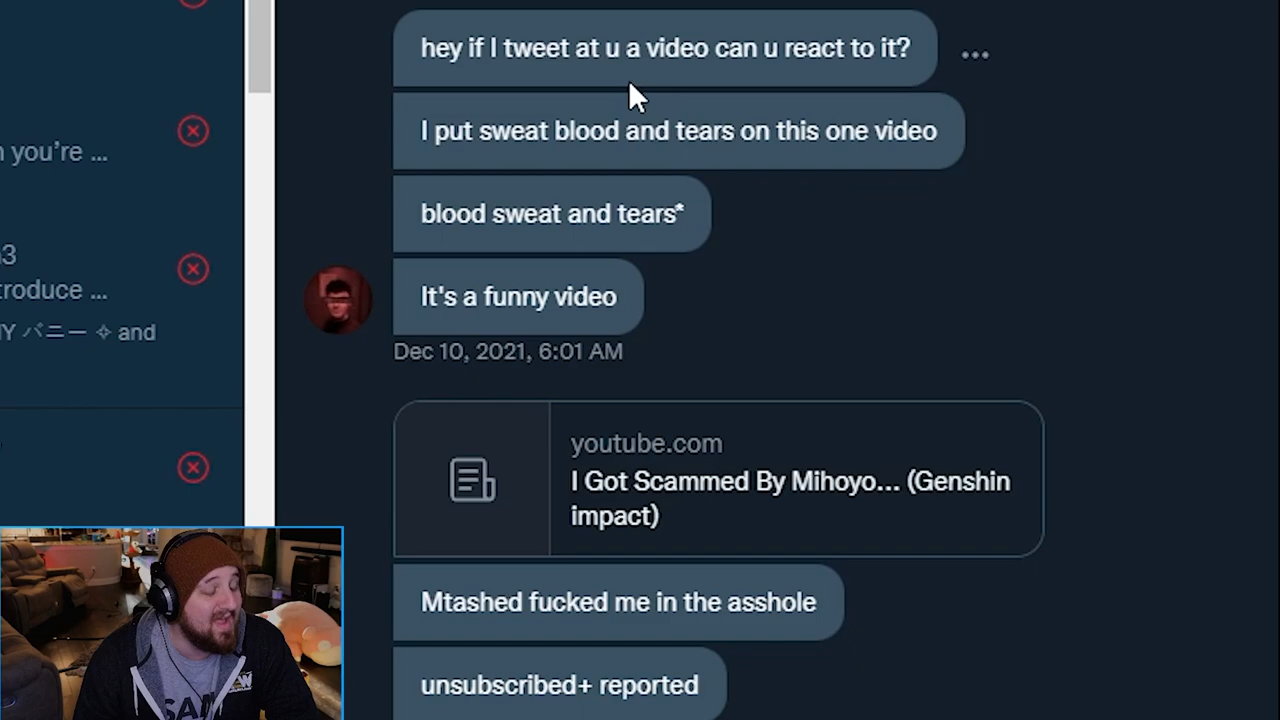 hey if I tweet at u a video can u react to it?
...
I put sweat blood and tears on this one video
you're ...
blood sweat and tears*
3
troduce ...
It's a funny video
バニー ✧ and
Dec 10, 2021, 6:01 AM
youtube.com
I Got Scammed By Mihoyo... (Genshin
impact)
Mtashed fucked me in the asshole
unsubscribed+ reported